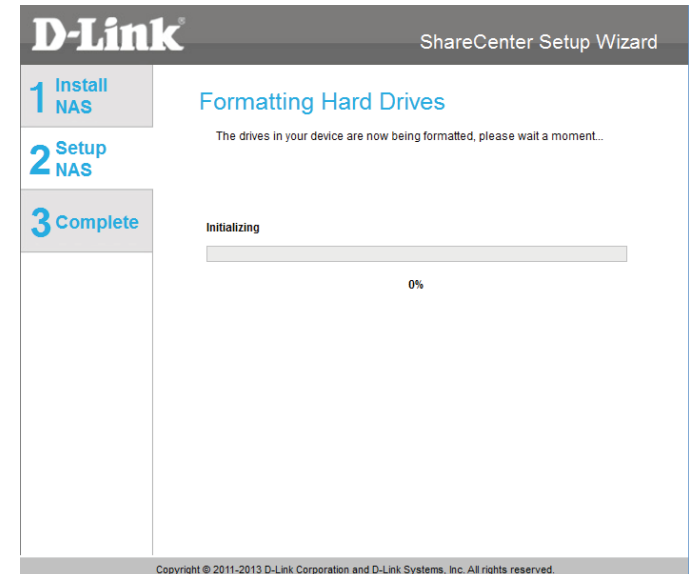 D-Link®
ShareCenter Setup Wizard
1 Install
NAS
2 Setup
NAS
3 Complete
Formatting Hard Drives
The drives in your device are now being formatted, please wait a moment...
Initializing
0%
Copyright © 2011-2013 D-Link Corporation and D-Link Systems, Inc. All rights reserved.